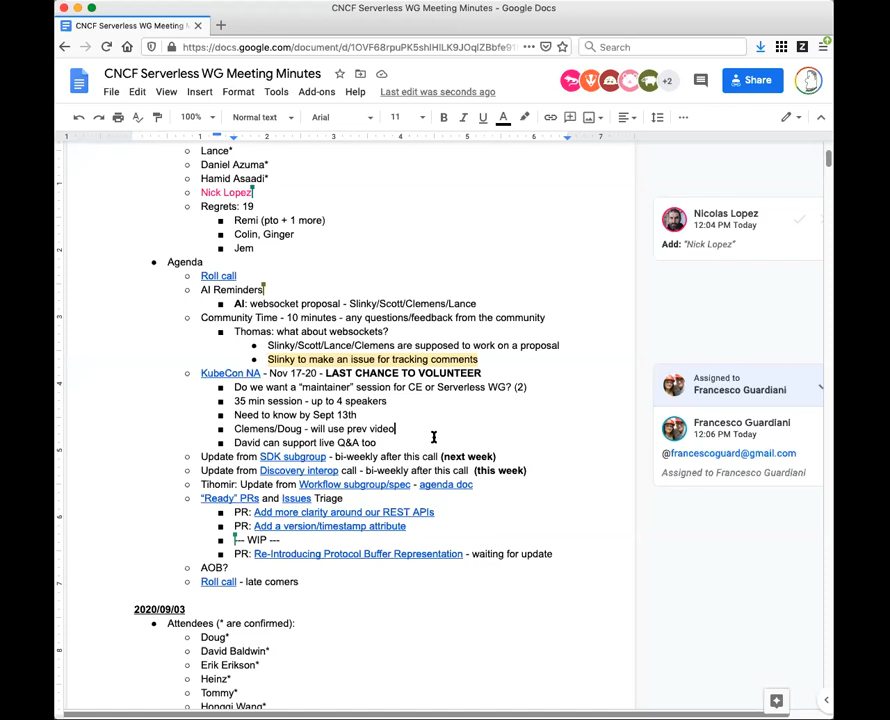 CNCF Serverless WG Meeting Minutes - Google Docs
CNCF Serverless WG Meeting M
https://docs.google.com/document/d/
Search
CNCF Serverless WG Meeting Minutes
File Edit View Insert Format Tools Add-ons Help Last edit was seconds ago
+2
Share
100% Normal text Arial 11
1 1 2 3 4 5 6 7
Lance*
Daniel Azuma*
Hamid Asaadi*
Nick Lopez
Regrets: 19
Remi (pto + 1 more)
Colin, Ginger
Jem
Agenda
Roll call
AI Reminders
AI: websocket proposal - Slinky/Scott/Clemens/Lance
Community Time - 10 minutes - any questions/feedback from the community
Thomas: what about websockets?
Slinky/Scott/Lance/Clemens are supposed to work on a proposal
Slinky to make an issue for tracking comments
KubeCon NA - Nov 17-20 - LAST CHANCE TO VOLUNTEER
Do we want a “maintainer” session for CE or Serverless WG? (2)
35 min session - up to 4 speakers
Need to know by Sept 13th
Clemens/Doug - will use prev video
David can support live Q&A too
Update from SDK subgroup - bi-weekly after this call (next week)
Update from Discovery interop call - bi-weekly after this call (this week)
Tihomir: Update from Workflow subgroup/spec - agenda doc
“Ready” PRs and Issues Triage
PR: Add more clarity around our REST APIs
PR: Add a version/timestamp attribute
--- WIP ---
PR: Re-Introducing Protocol Buffer Representation - waiting for update
AOB?
Roll call - late comers
2020/09/03
Attendees (* are confirmed):
Doug*
David Baldwin*
Erik Erikson*
Heinz*
Tommy*
Hongqi Wang*
Nicolas Lopez
12:04 PM Today
Add: “Nick Lopez”
Assigned to
Francesco Guardiani
Francesco Guardiani
12:06 PM Today
@francescoguard@gmail.com
Assigned to Francesco Guardiani